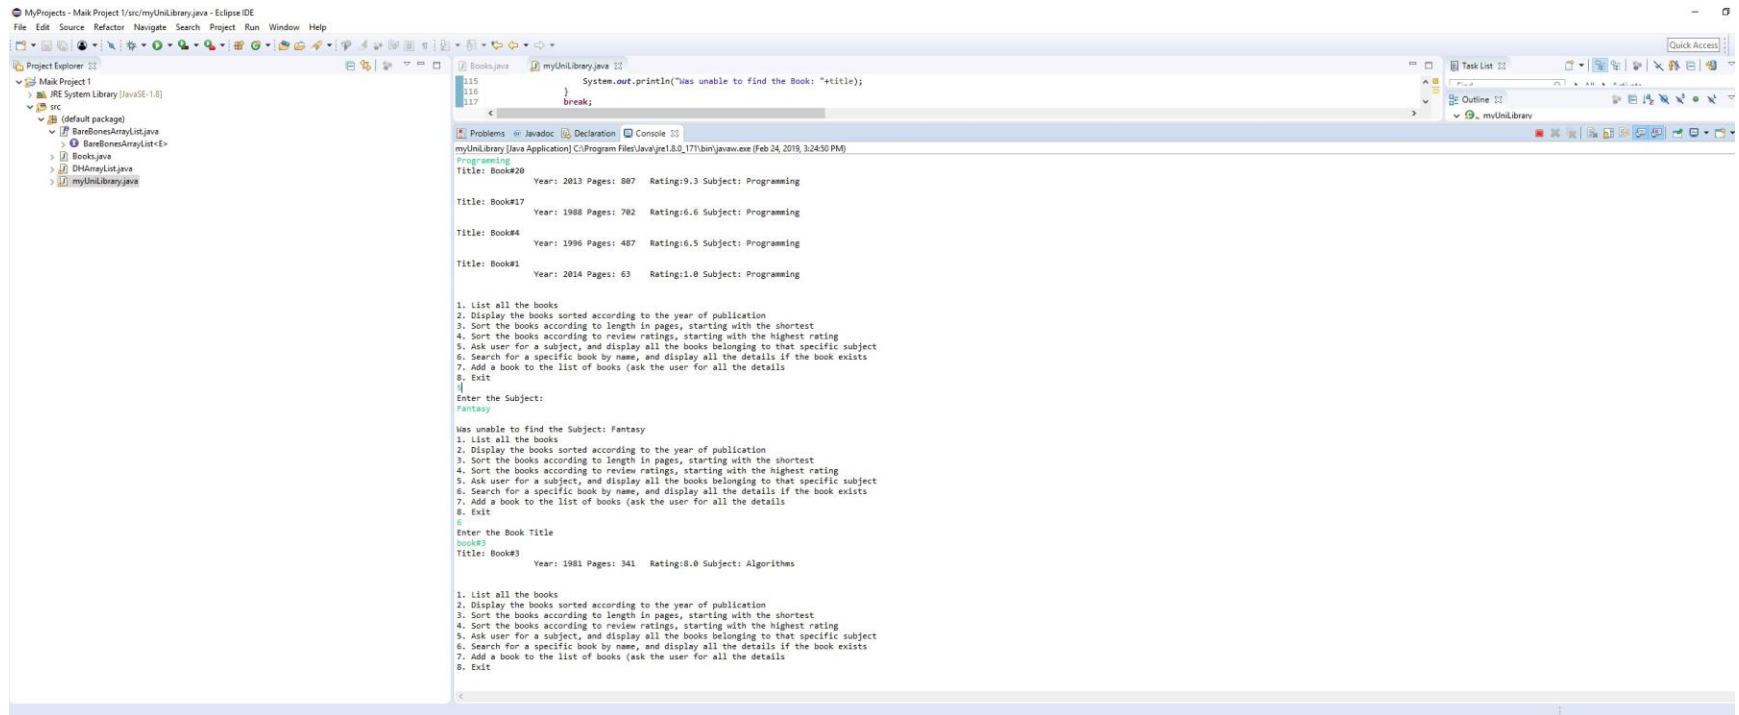 MyProjects - Maik Project 1/src/myUniLibrary.java - Eclipse IDE
File Edit Source Refactor Navigate Search Project Run Window Help
Quick Access
Project Explorer
Maik Project 1
JRE System Library [JavaSE-1.8]
src
(default package)
BareBonesArrayList.java
BareBonesArrayList<E>
Books.java
DHArrayList.java
myUniLibrary.java
Books.java myUniLibrary.java
115 System.out.println("Was unable to find the Book: "+title);
116 }
117 break;
Task List
Outline
myUniLibrary
Problems Javadoc Declaration Console
myUniLibrary [Java Application] C:\Program Files\Java\jre1.8.0_171\bin\javaw.exe (Feb 24, 2019, 3:24:50 PM)
Programming
Title: Book#20
Year: 2013 Pages: 807 Rating:9.3 Subject: Programming
Title: Book#17
Year: 1988 Pages: 702 Rating:6.6 Subject: Programming
Title: Book#4
Year: 1996 Pages: 487 Rating:6.5 Subject: Programming
Title: Book#1
Year: 2014 Pages: 63 Rating:1.0 Subject: Programming
1. List all the books
2. Display the books sorted according to the year of publication
3. Sort the books according to length in pages, starting with the shortest
4. Sort the books according to review ratings, starting with the highest rating
5. Ask user for a subject, and display all the books belonging to that specific subject
6. Search for a specific book by name, and display all the details if the book exists
7. Add a book to the list of books (ask the user for all the details
8. Exit
5
Enter the Subject:
Fantasy
Was unable to find the Subject: Fantasy
1. List all the books
2. Display the books sorted according to the year of publication
3. Sort the books according to length in pages, starting with the shortest
4. Sort the books according to review ratings, starting with the highest rating
5. Ask user for a subject, and display all the books belonging to that specific subject
6. Search for a specific book by name, and display all the details if the book exists
7. Add a book to the list of books (ask the user for all the details
8. Exit
6
Enter the Book Title
book#3
Title: Book#3
Year: 1981 Pages: 341 Rating:8.0 Subject: Algorithms
1. List all the books
2. Display the books sorted according to the year of publication
3. Sort the books according to length in pages, starting with the shortest
4. Sort the books according to review ratings, starting with the highest rating
5. Ask user for a subject, and display all the books belonging to that specific subject
6. Search for a specific book by name, and display all the details if the book exists
7. Add a book to the list of books (ask the user for all the details
8. Exit